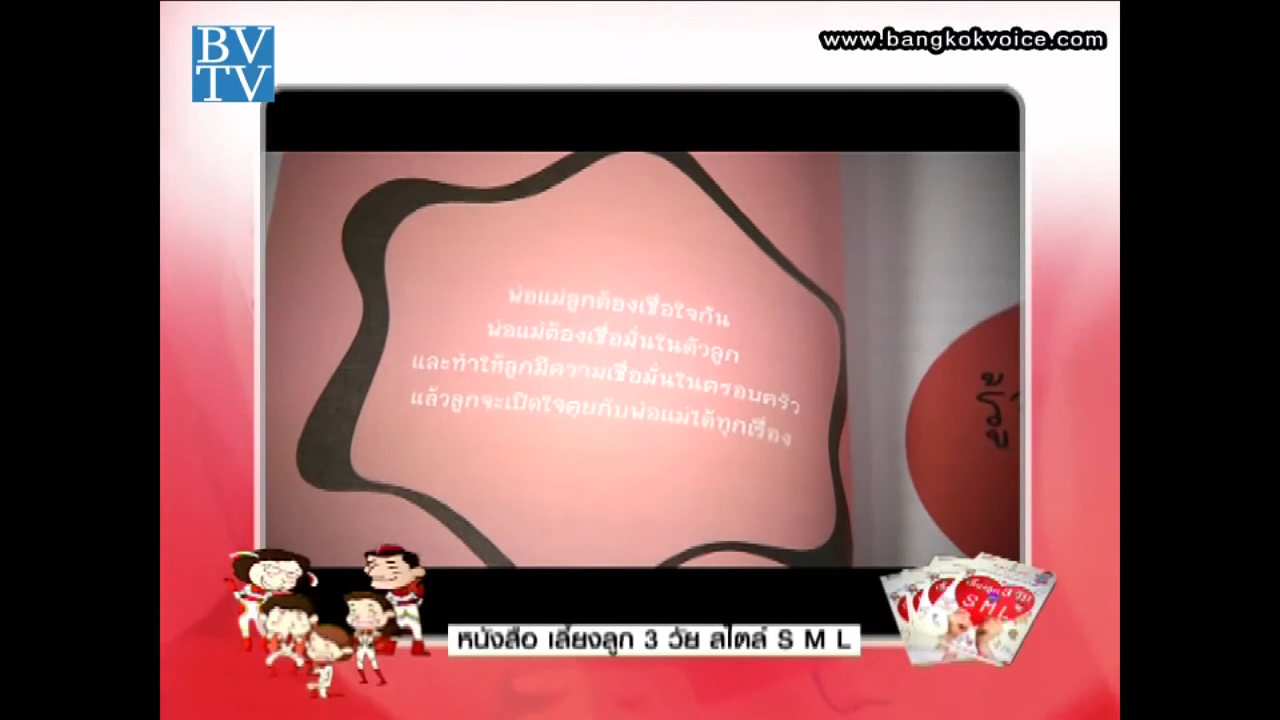 BV
TV
www.bangkokvoice.com
พ่อแม่ลูกต้องเชื่อใจกัน
พ่อแม่ต้องเชื่อมั่นในตัวลูก
และทำให้ลูกมีความเชื่อมั่นในครอบครัว
แล้วลูกจะเปิดใจคุยกับพ่อแม่ได้ทุกเรื่อง
หนังสือ เลี้ยงลูก 3 วัย สไตล์ S M L
S M L